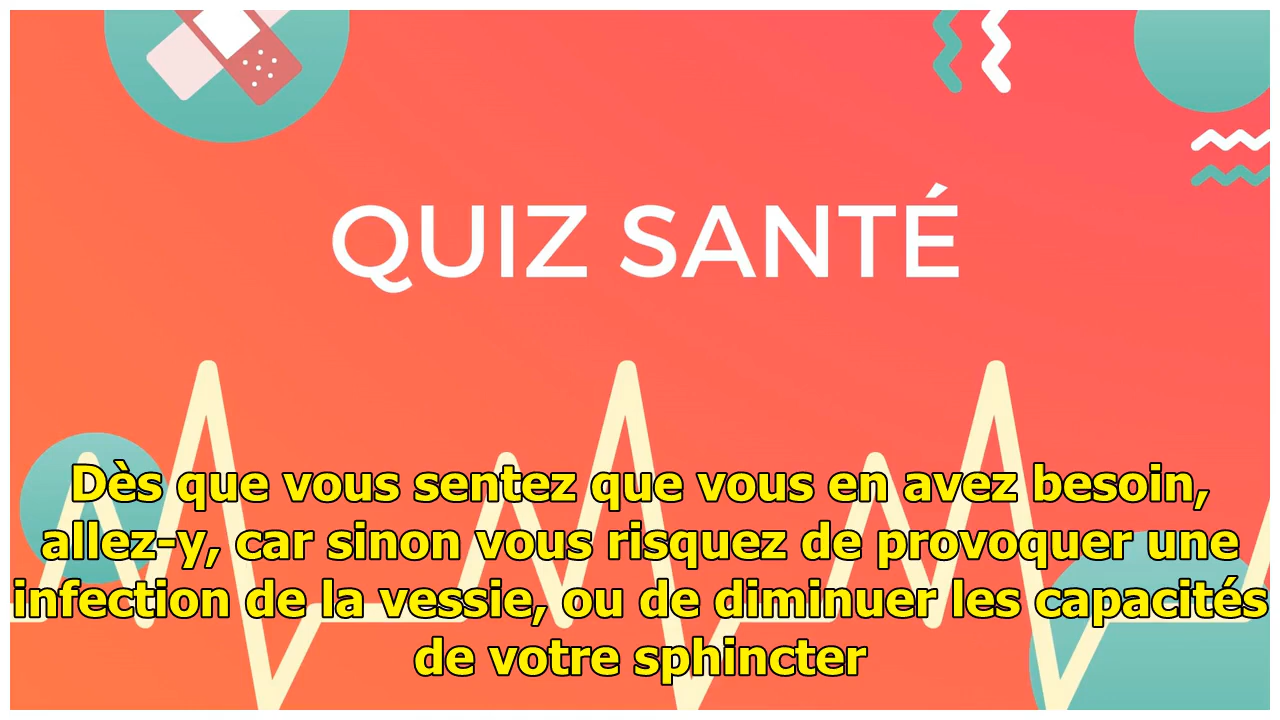 QUIZ SANTÉ
Dès que vous sentez que vous en avez besoin,
allez-y, car sinon vous risquez de provoquer une
infection de la vessie, ou de diminuer les capacités
de votre sphincter